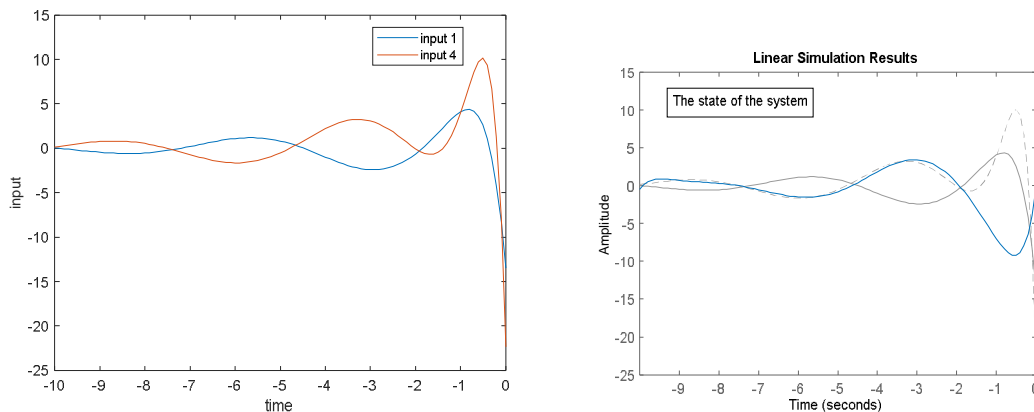 15
10
5
0
-5
-10
-15
-20
-25
input
input 1
input 4
-10 -9 -8 -7 -6 -5 -4 -3 -2 -1 0
time
Linear Simulation Results
The state of the system
15
10
5
0
-5
-10
-15
-20
-25
Amplitude
-9 -8 -7 -6 -5 -4 -3 -2 -1 0
Time (seconds)